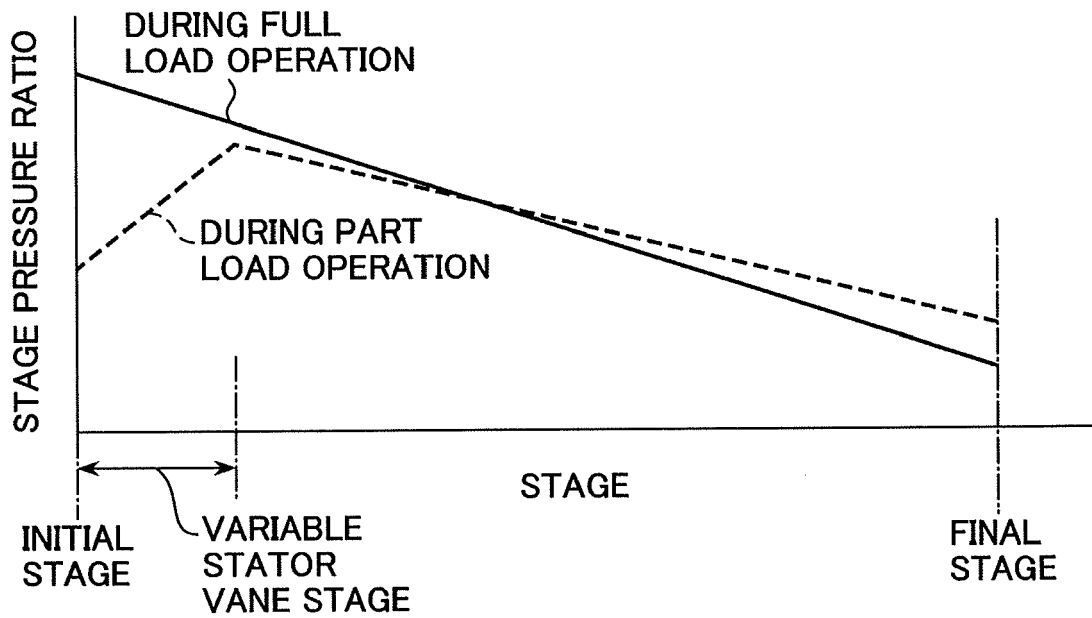 DURING FULL
LOAD OPERATION
STAGE PRESSURE RATIO
DURING PART
LOAD OPERATION
STAGE
INITIAL
STAGE
VARIABLE
STATOR
VANE STAGE
FINAL
STAGE